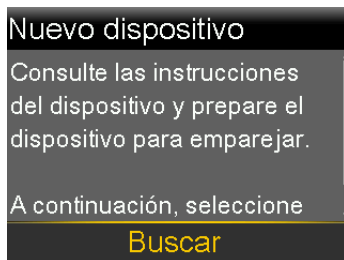 Nuevo dispositivo
Consulte las instrucciones
del dispositivo y prepare el
dispositivo para emparejar.
A continuación, seleccione
Buscar